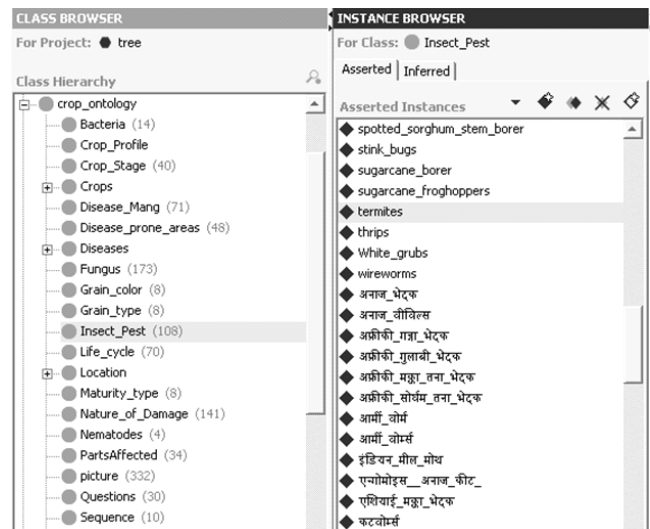 CLASS BROWSER
For Project: tree
Class Hierarchy
crop_ontology
Bacteria (14)
Crop_Profile
Crop_Stage (40)
Crops
Disease_Mang (71)
Disease_prone_areas (48)
Diseases
Fungus (173)
Grain_color (8)
Grain_type (8)
Insect_Pest (108)
Life_cycle (70)
Location
Maturity_type (8)
Nature_of_Damage (141)
Nematodes (4)
PartsAffected (34)
picture (332)
Questions (30)
Sequence (10)
INSTANCE BROWSER
For Class: Insect_Pest
Asserted Inferred
Asserted Instances
spotted_sorghum_stem_borer
stink_bugs
sugarcane_borer
sugarcane_froghoppers
termites
thrips
White_grubs
wireworms
अनाज_भेदक
अनाज_वीविल्स
अफ्रीकी_गन्ना_भेदक
अफ्रीकी_गुलाबी_भेदक
अफ्रीकी_मक्का_तना_भेदक
अफ्रीकी_सोर्घम_तना_भेदक
आर्मी_वोर्म
आर्मी_वोर्म्स
इंडियन_मील_मोथ
एन्गोमोइस__अनाज_कीट_
एशियाई_मक्का_भेदक
कटवोर्म्स